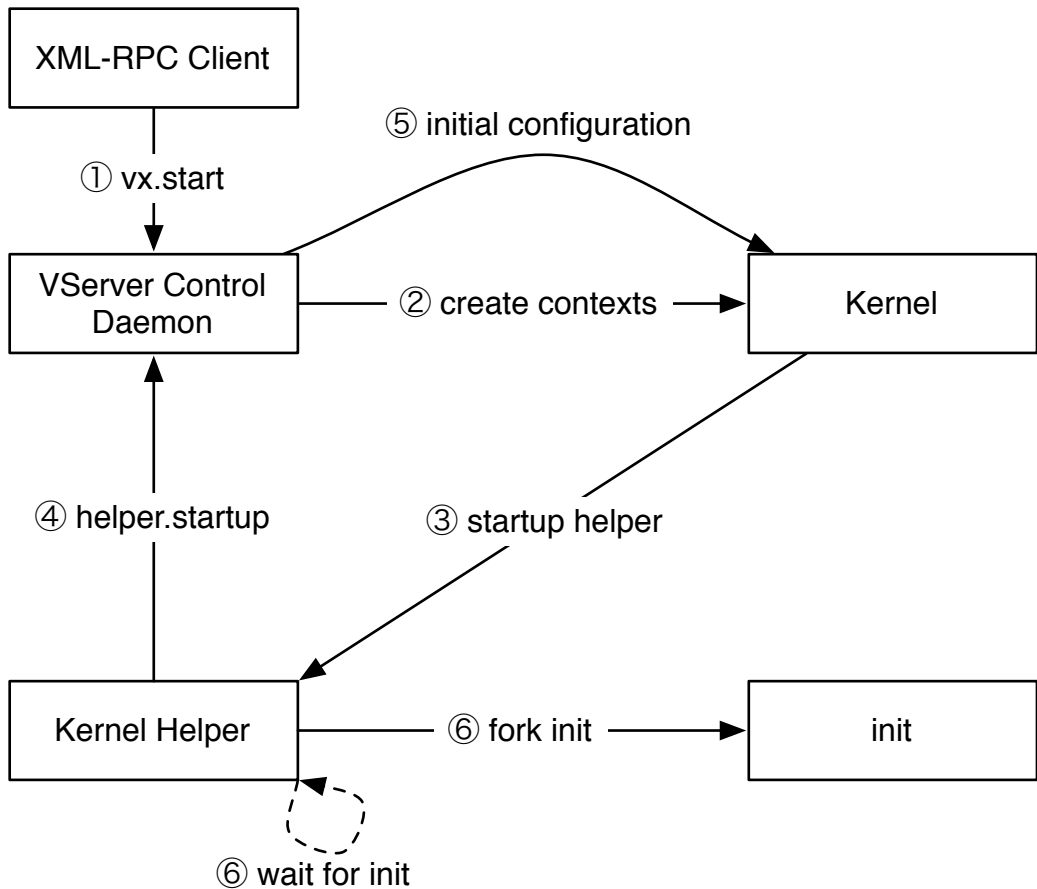 XML-RPC Client
⑤ initial configuration
① vx.start
VServer Control
Daemon
② create contexts
Kernel
④ helper.startup
③ startup helper
Kernel Helper
⑥ fork init
init
⑥ wait for init